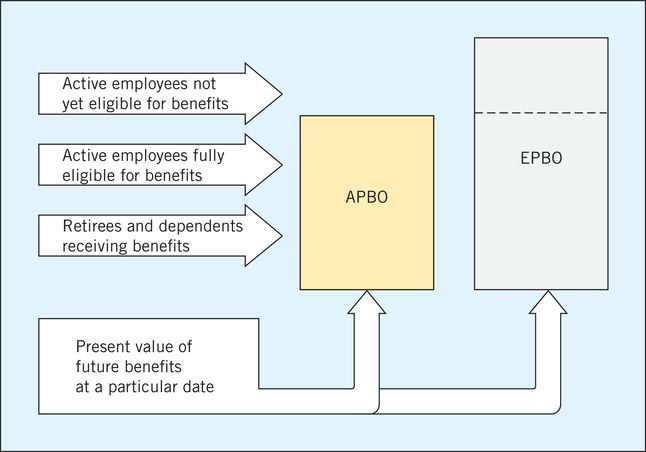 Active employees not
yet eligible for benefits
Active employees fully
eligible for benefits
Retirees and dependents
receiving benefits
APBO
EPBO
Present value of
future benefits
at a particular date